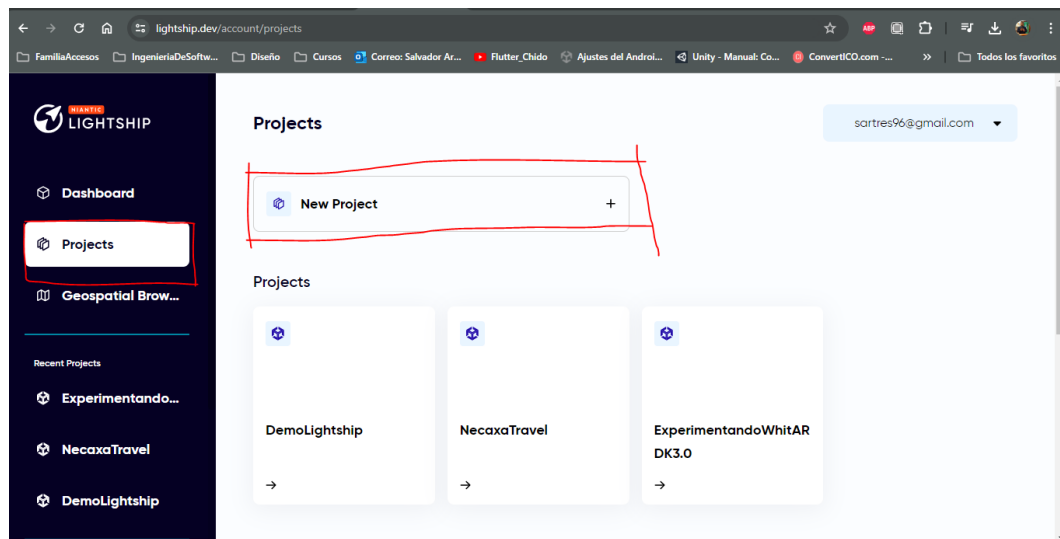 lightship.dev/account/projects
ABP
FamiliaAccesos
IngenieriaDeSoftw...
Diseño
Cursos
Correo: Salvador Ar...
Flutter_Chido
Ajustes del Androi...
Unity - Manual: Co...
ConvertICO.com -...
»
Todos los favoritos
NIANTIC
LIGHTSHIP
Dashboard
Projects
Geospatial Brow...
Recent Projects
Experimentando...
NecaxaTravel
DemoLightship
Projects
sartres96@gmail.com
New Project
+
Projects
DemoLightship
NecaxaTravel
ExperimentandoWhitAR
DK3.0